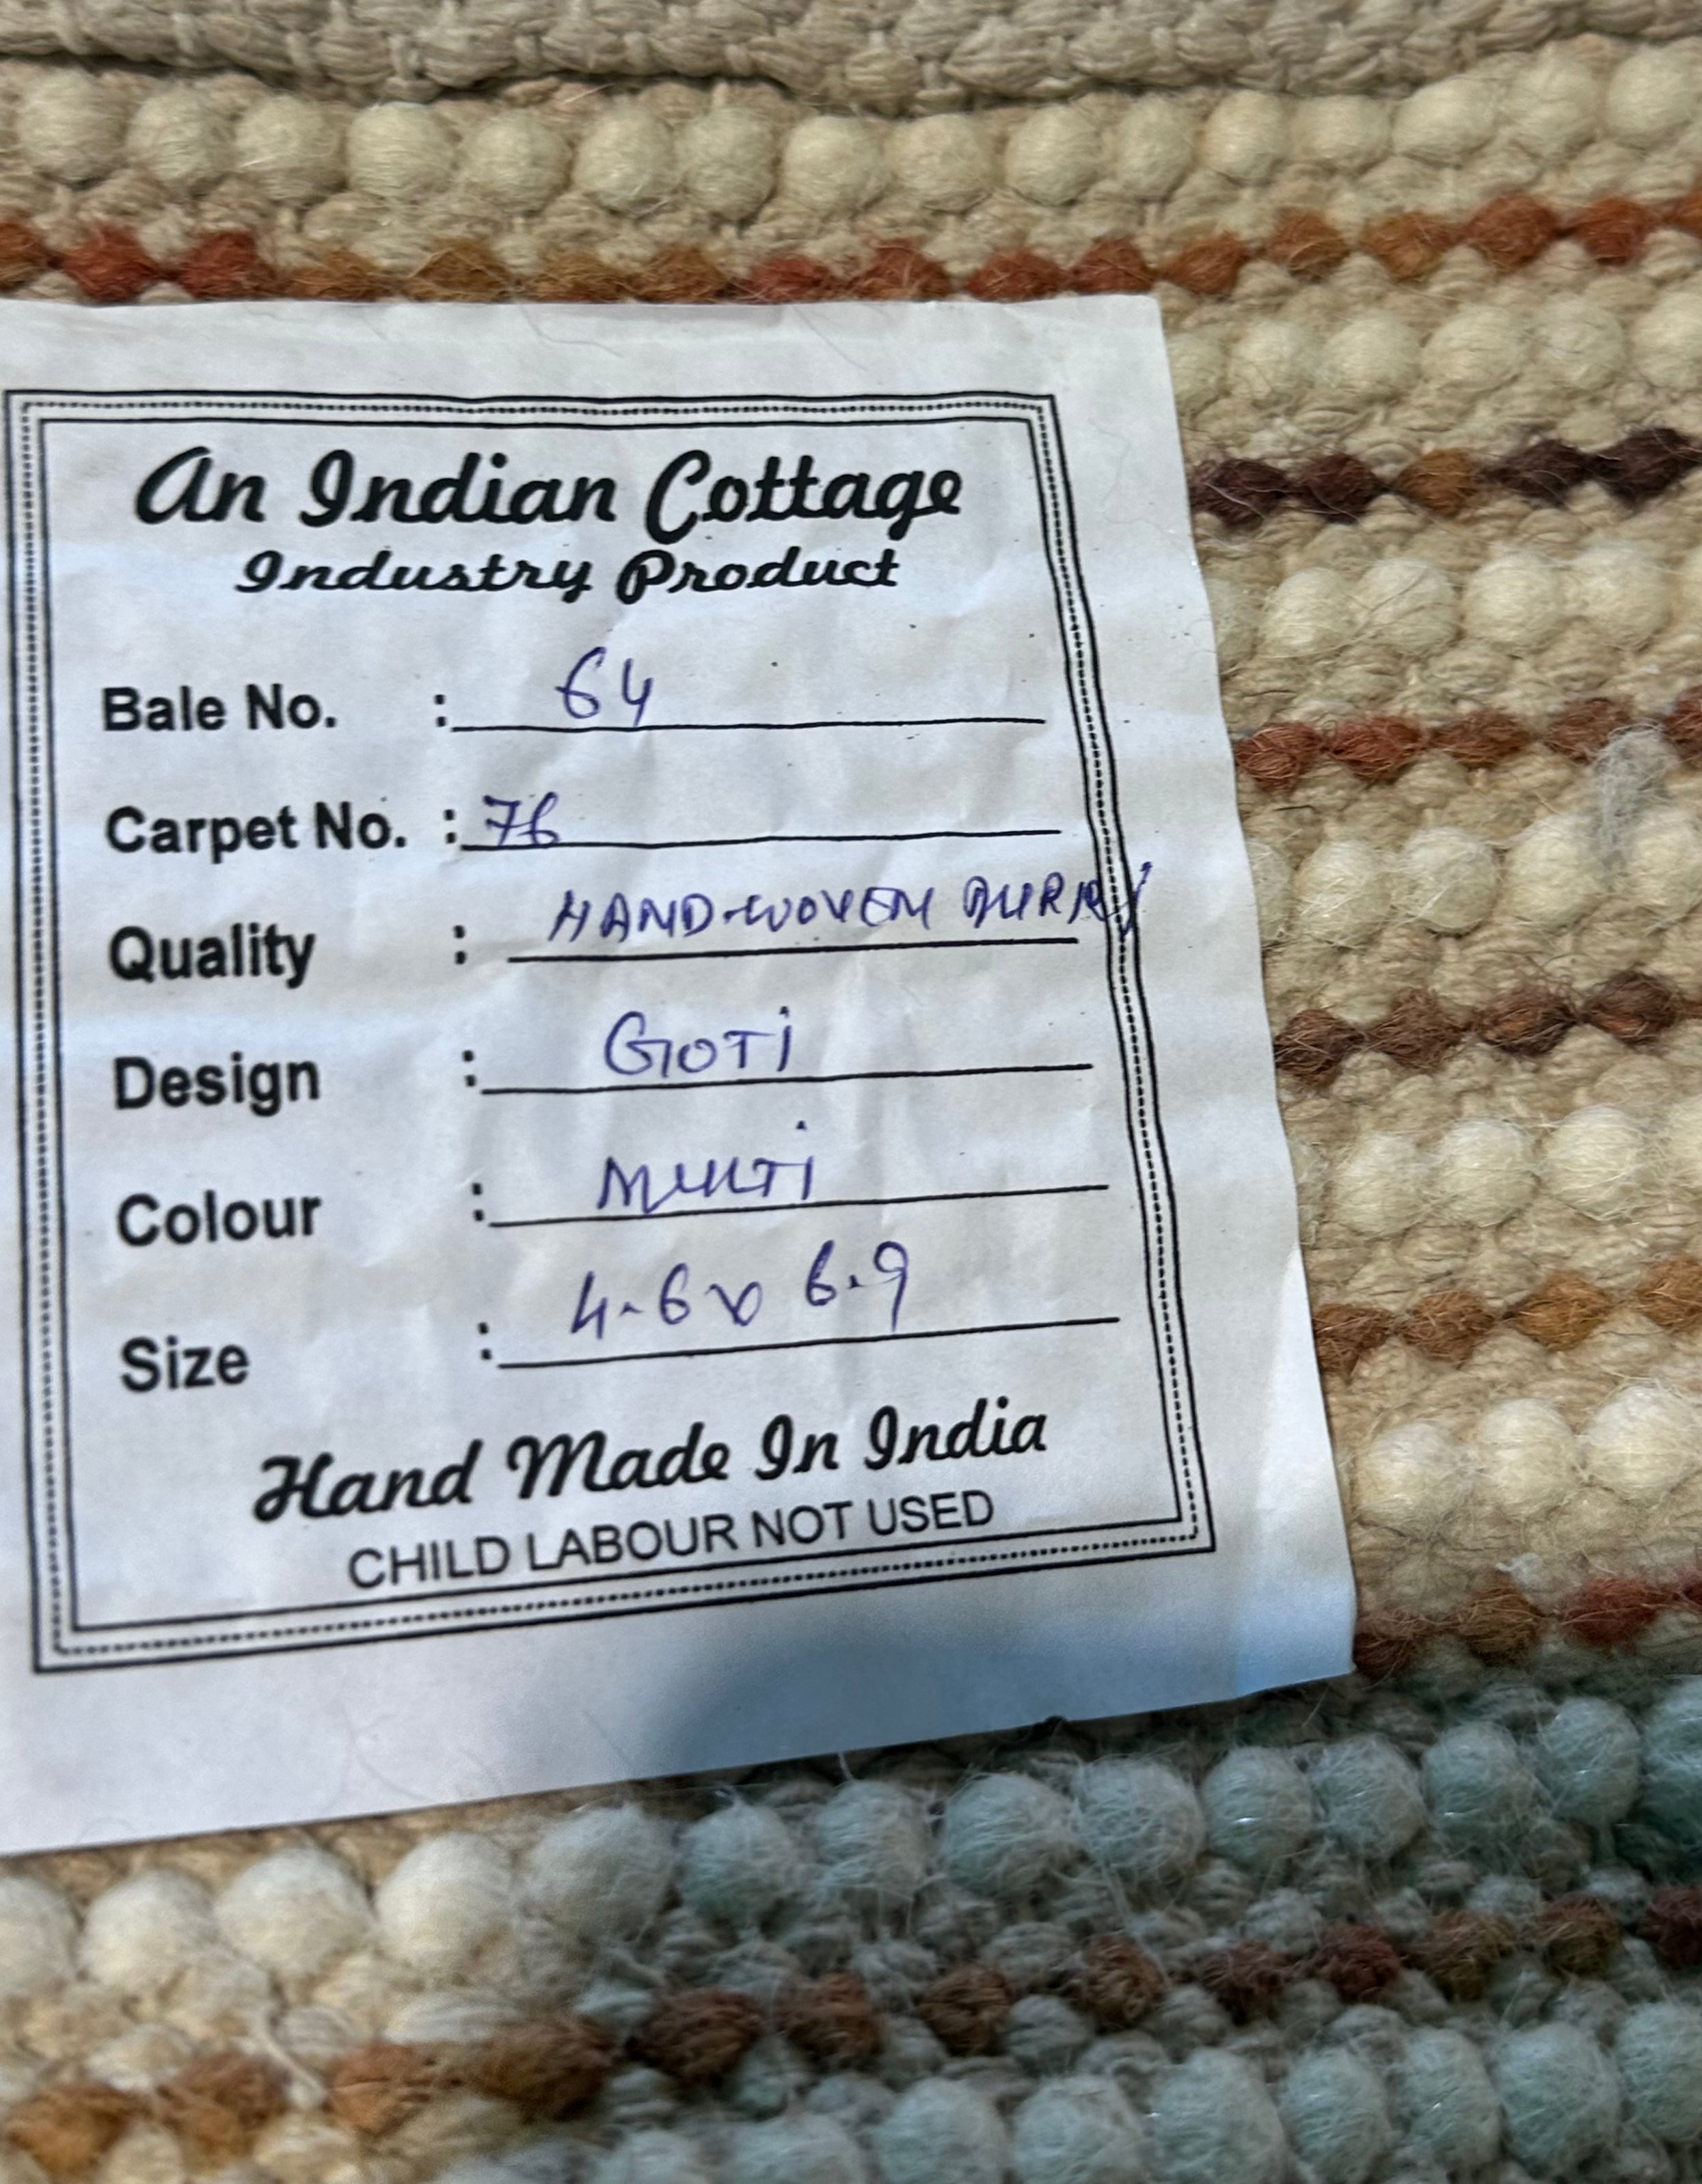 An Indian Cottage
Industry Product
Bale No. : 64
Carpet No. : 76
Quality : HAND-WOVEN DURRY
Design : GOTi
Colour : MULTi
Size : 4.6 x 6.9
Hand Made In India
CHILD LABOUR NOT USED